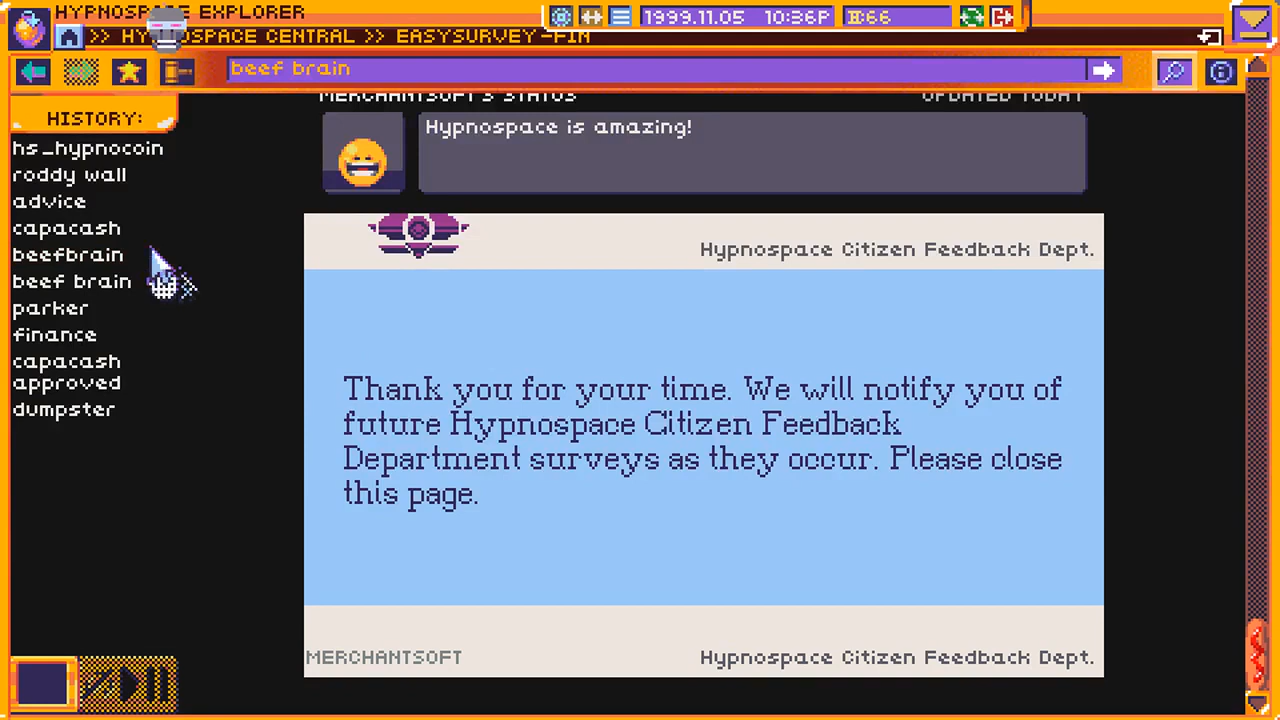 HYPNOSPACE EXPLORER
1999.11.05 10:36P
66
>> HYPNOSPACE CENTRAL >> EASYSURVEY-FIN
beef brain
HISTORY:
hs_hypnocoin
roddy wall
advice
capacash
beefbrain
beef brain
parker
finance
capacash
approved
dumpster
MERCHANTSOFT'S STATUS
UPDATED TODAY
Hypnospace is amazing!
Hypnospace Citizen Feedback Dept.
Thank you for your time. We will notify you of
future Hypnospace Citizen Feedback
Department surveys as they occur. Please close
this page.
MERCHANTSOFT
Hypnospace Citizen Feedback Dept.